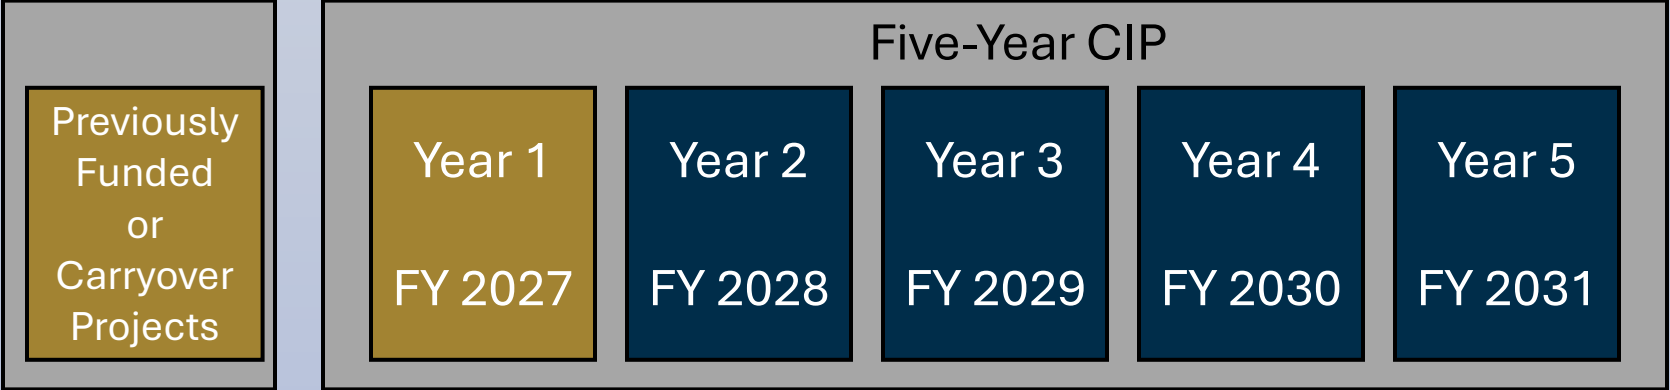 Previously
Funded
or
Carryover
Projects
Five-Year CIP
Year 1
FY 2027
Year 2
FY 2028
Year 3
FY 2029
Year 4
FY 2030
Year 5
FY 2031